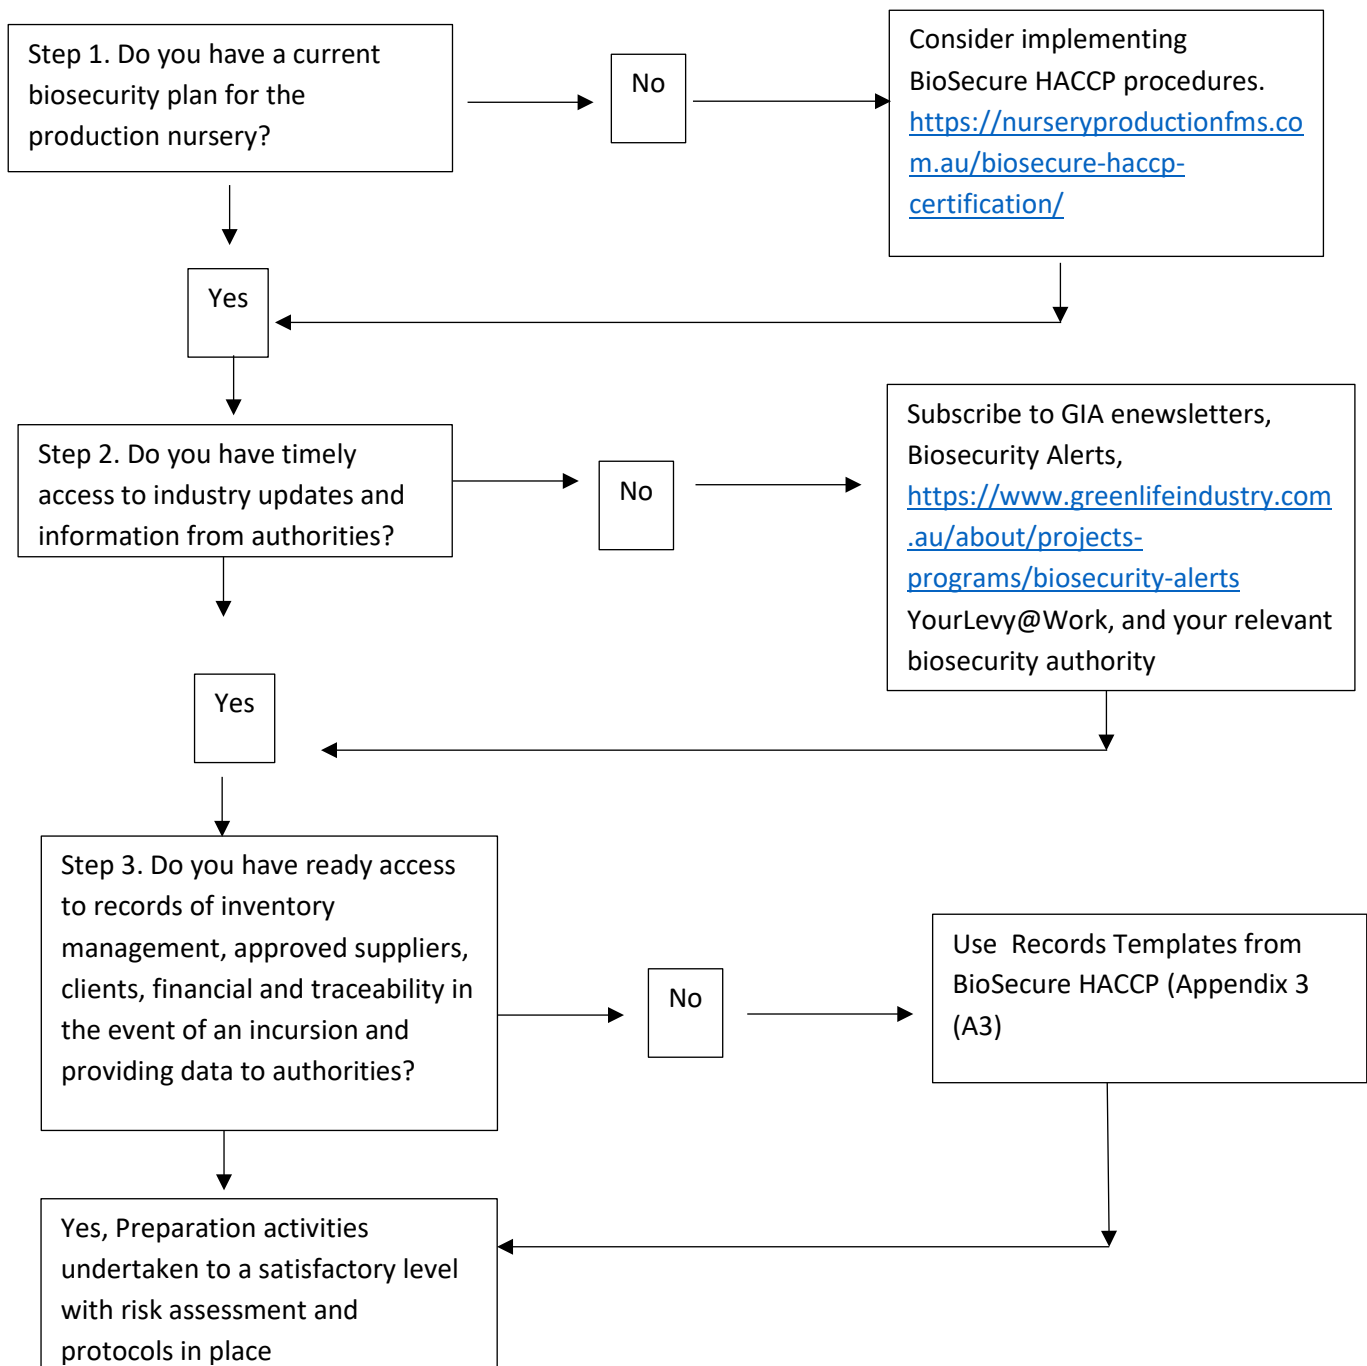 Step 1. Do you have a current
biosecurity plan for the
production nursery?
No
Consider implementing
BioSecure HACCP procedures.
https://nurseryproductionfms.co
m.au/biosecure-haccp-
certification/
Yes
Step 2. Do you have timely
access to industry updates and
information from authorities?
No
Subscribe to GIA enewsletters,
Biosecurity Alerts,
https://www.greenlifeindustry.com
.au/about/projects-
programs/biosecurity-alerts
YourLevy@Work, and your relevant
biosecurity authority
Yes
Step 3. Do you have ready access
to records of inventory
management, approved suppliers,
clients, financial and traceability in
the event of an incursion and
providing data to authorities?
No
Use  Records Templates from
BioSecure HACCP (Appendix 3
(A3)
Yes, Preparation activities
undertaken to a satisfactory level
with risk assessment and
protocols in place